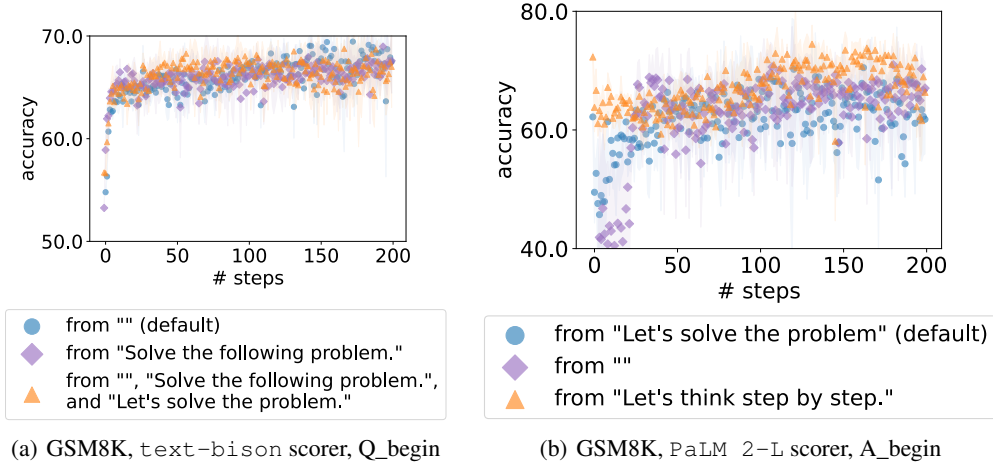 70.0
60.0
50.0
accuracy
0 50 100 150 200
# steps
from "" (default)
from "Solve the following problem."
from "", "Solve the following problem.",
and "Let's solve the problem."
(a) GSM8K, text-bison scorer, Q_begin
80.0
60.0
40.0
accuracy
0 50 100 150 200
# steps
from "Let's solve the problem" (default)
from ""
from "Let's think step by step."
(b) GSM8K, PaLM 2-L scorer, A_begin